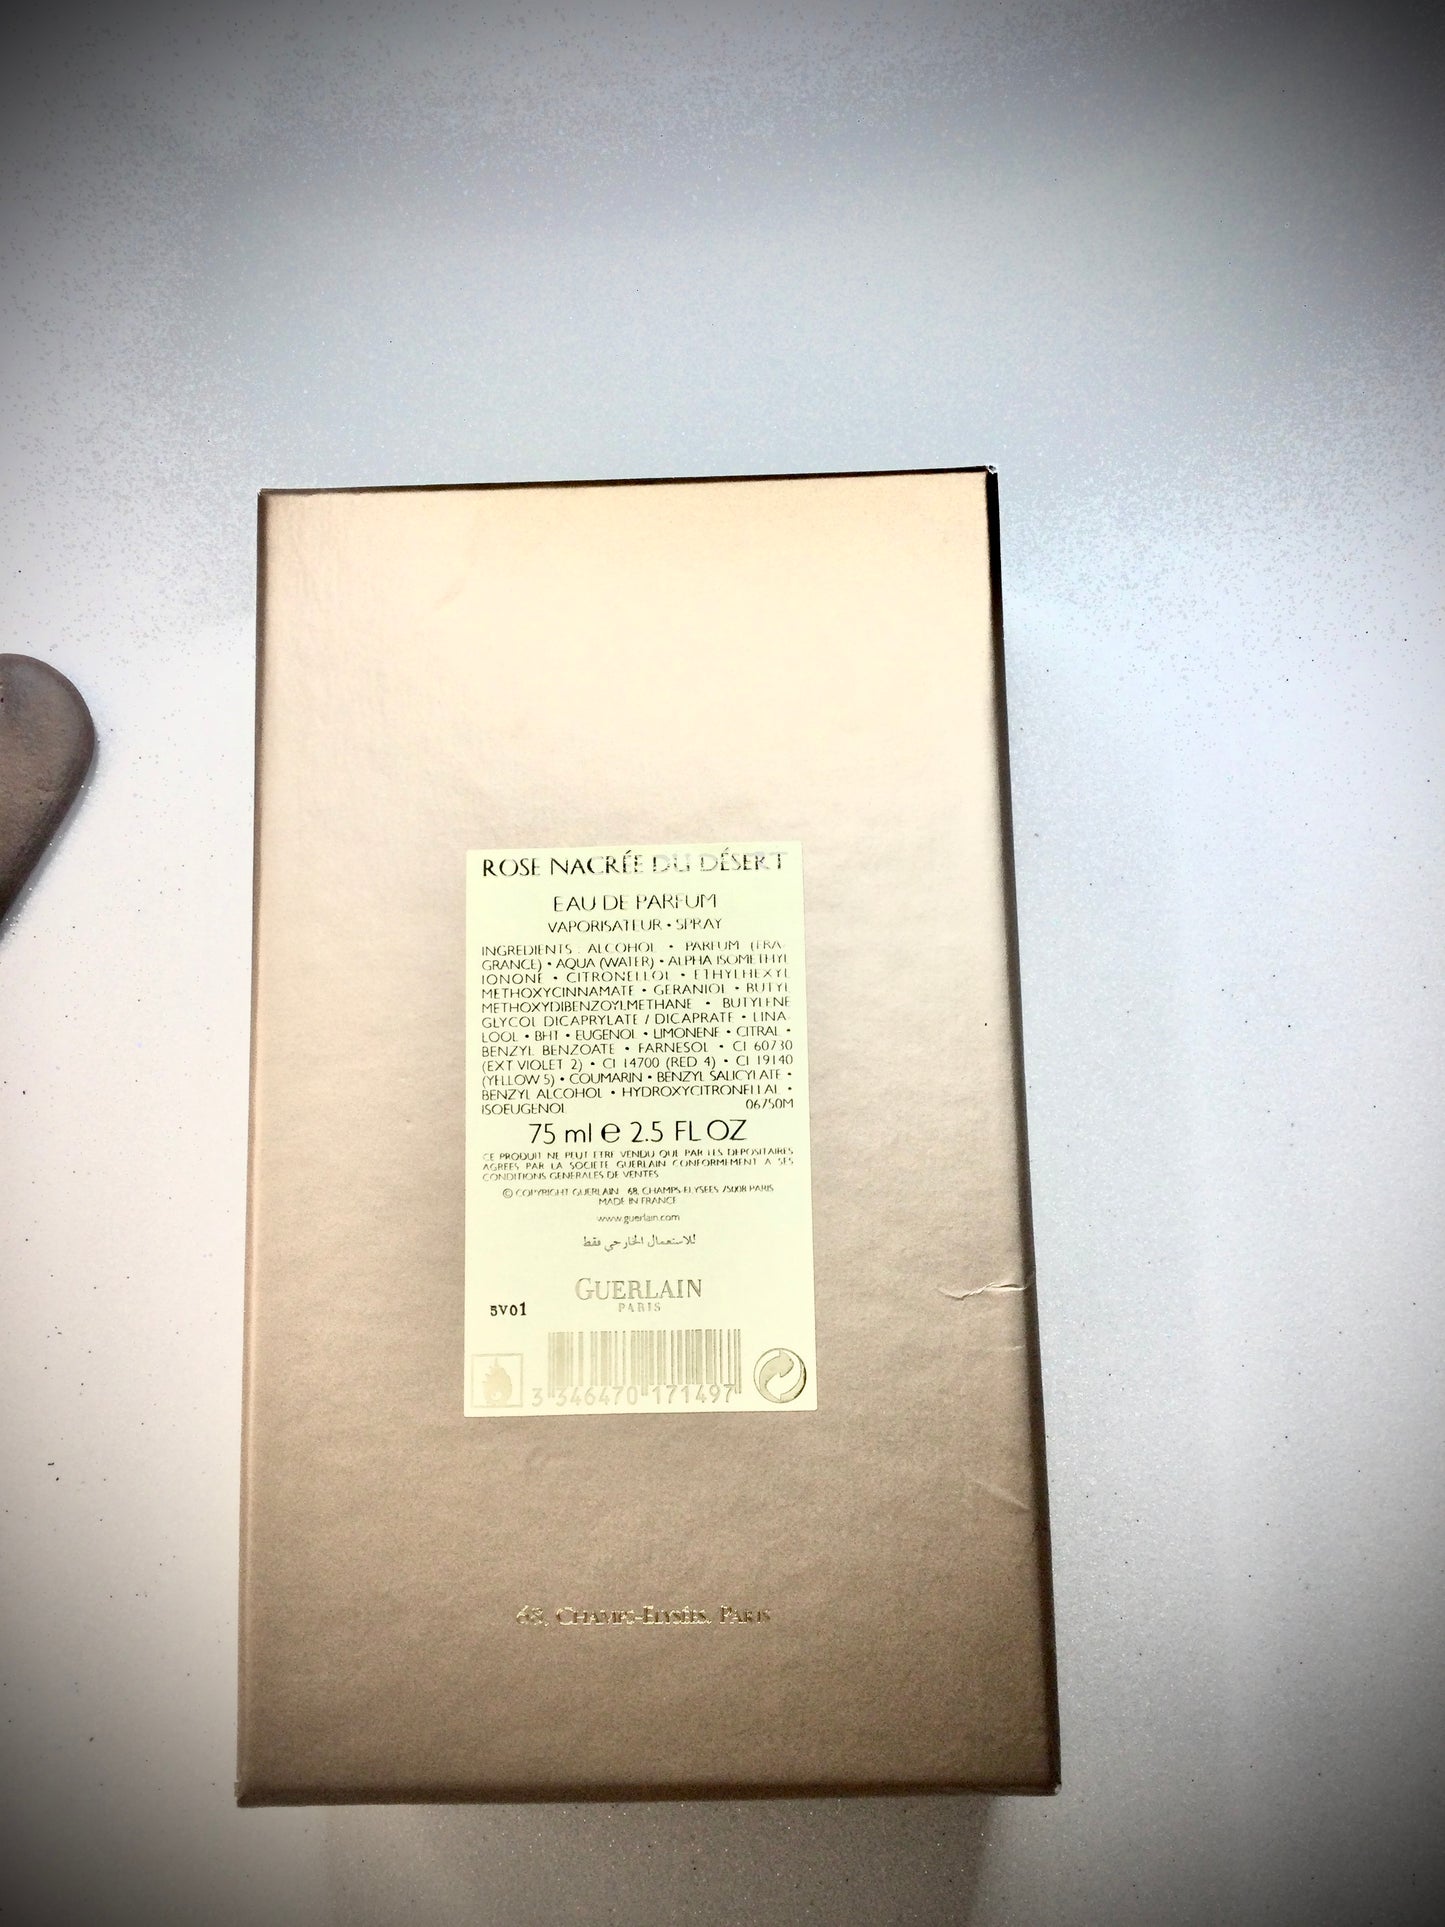 ROSE NACRÉE DU DÉSERT
EAU DE PARFUM
VAPORISATEUR • SPRAY
INGREDIENTS : ALCOHOL • PARFUM (FRA-
GRANCE) • AQUA (WATER) • ALPHA ISOMETHYL
IONONE • CITRONELLOL • ETHYLHEXYL
METHOXYCINNAMATE • GERANIOL • BUTYL
METHOXYDIBENZOYLMETHANE • BUTYLENE
GLYCOL DICAPRYLATE / DICAPRATE • LINA-
LOOL • BHT • EUGENOL • LIMONENE • CITRAL •
BENZYL BENZOATE • FARNESOL • CI 60730
(EXT VIOLET 2) • CI 14700 (RED 4) • CI 19140
(YELLOW 5) • COUMARIN • BENZYL SALICYLATE •
BENZYL ALCOHOL • HYDROXYCITRONELLAL •
ISOEUGENOL 06750M
75 ml e 2.5 FL OZ
CE PRODUIT NE PEUT ETRE VENDU QUE PAR LES DEPOSITAIRES
AGREES PAR LA SOCIETE GUERLAIN CONFORMEMENT A SES
CONDITIONS GENERALES DE VENTES
© COPYRIGHT GUERLAIN 68, CHAMPS-ELYSEES 75008 PARIS
MADE IN FRANCE
www.guerlain.com
للاستعمال الخارجي فقط
GUERLAIN
PARIS
5V01
3 346470 171497
68, CHAMPS-ELYSÉES, PARIS